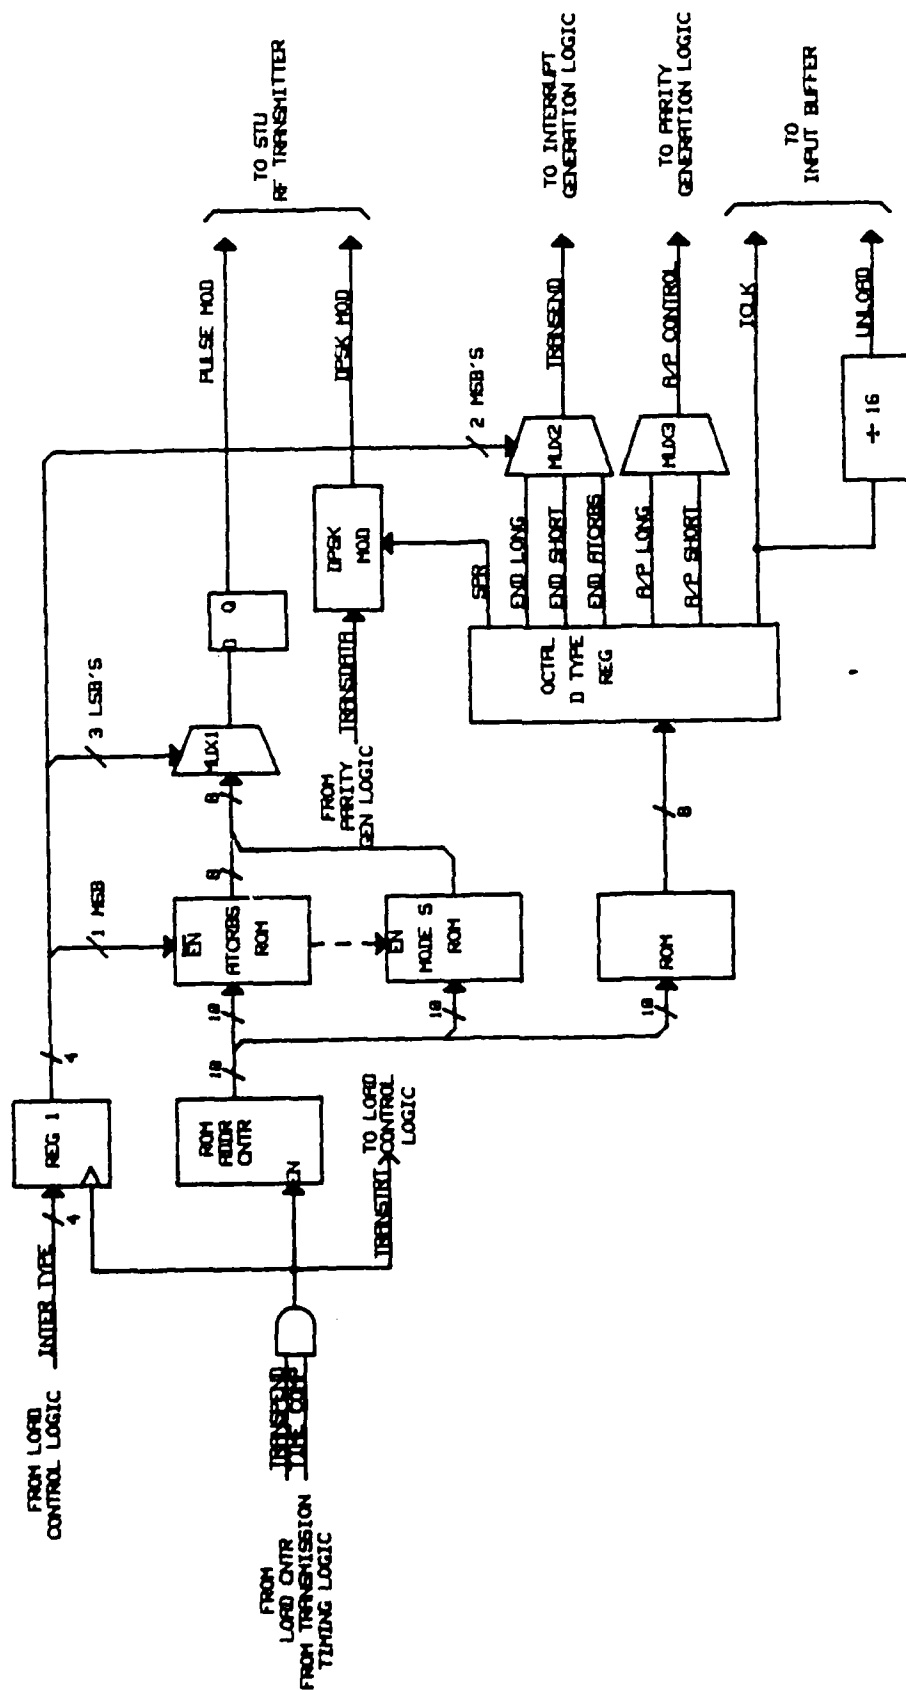 FROM LOAD
CONTROL LOGIC
INTER TYPE
4
REG 1
4
1 MSB
3 LSB'S
2 MSB'S
FROM
LOAD CNTR
FROM TRANSMISSION
TIMING LOGIC
TRANSPEND
TIME COMP
TRANSTRT
TO LOAD
CONTROL
LOGIC
ROM
ADDR
CNTR
EN
10
10
EN
ATCRBS
ROM
8
8
MUX1
D Q
PULSE MOD
TO STU
RF TRANSMITTER
10
EN
MODE S
ROM
FROM
PARITY
GEN LOGIC
TRANSDATA
DPSK
MOD
DPSK MOD
10
ROM
8
OCTAL
D TYPE
REG
SPR
END LONG
END SHORT
END ATCRBS
A/P LONG
A/P SHORT
MUX2
TRANSEND
TO INTERRUPT
GENERATION LOGIC
MUX3
A/P CONTROL
TO PARITY
GENERATION LOGIC
ICLK
÷ 16
UNLOAD
TO
INPUT BUFFER